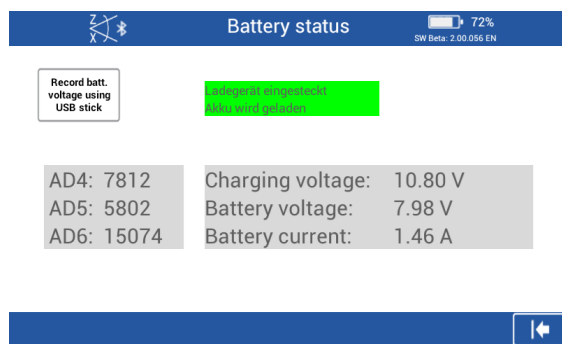 Z
X
Battery status
72%
SW Beta: 2.00.056 EN
Record batt.
voltage using
USB stick
Ladegerät eingesteckt
Akku wird geladen
AD4: 7812
AD5: 5802
AD6: 15074
Charging voltage: 10.80 V
Battery voltage: 7.98 V
Battery current: 1.46 A